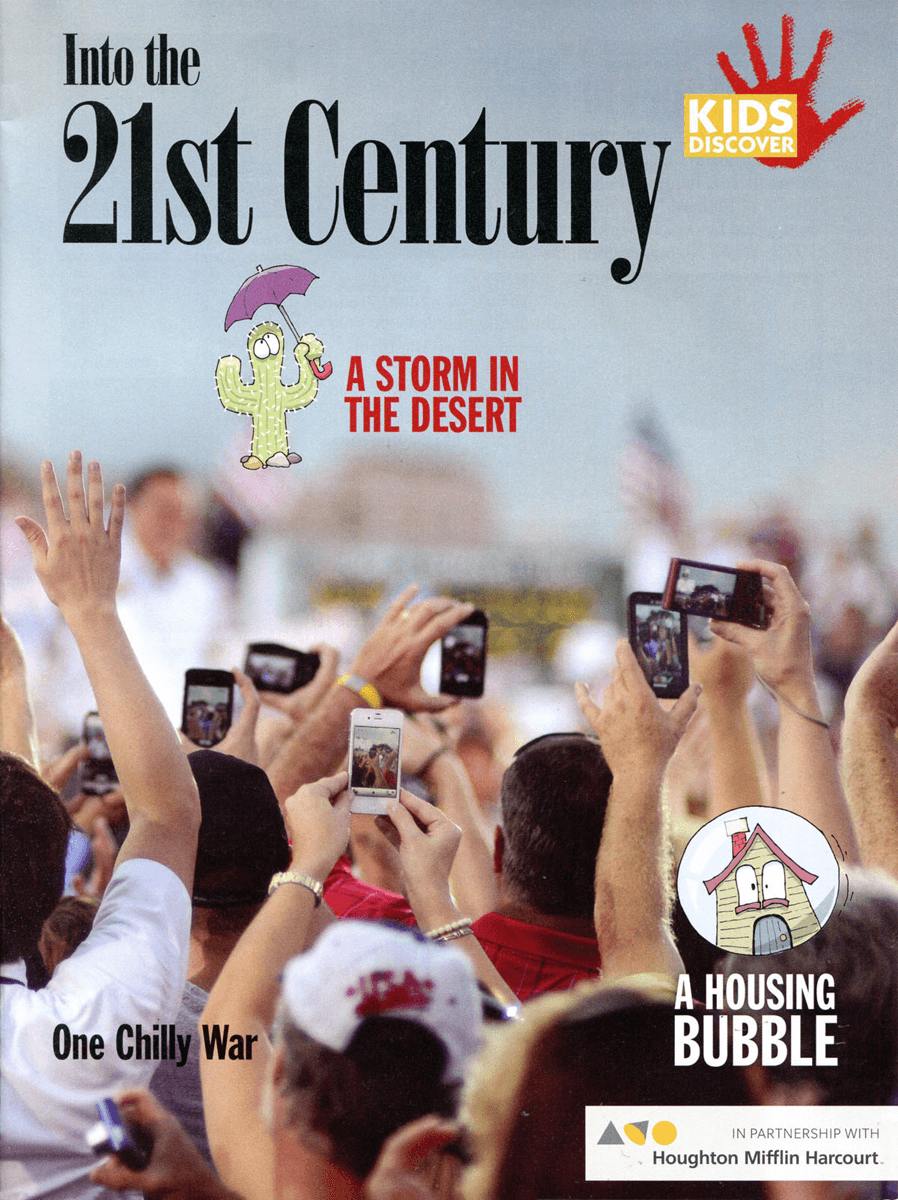 Into the
21st Century
KIDS
DISCOVER
A STORM IN
THE DESERT
A HOUSING
BUBBLE
One Chilly War
IN PARTNERSHIP WITH
Houghton Mifflin Harcourt